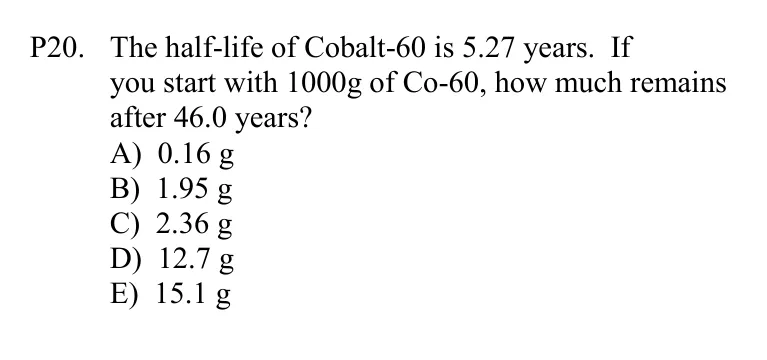 P20. The half-life of Cobalt-60 is 5.27 years. If
you start with 1000g of Co-60, how much remains
after 46.0 years?
A) 0.16 g
B) 1.95 g
C) 2.36 g
D) 12.7 g
E) 15.1 g